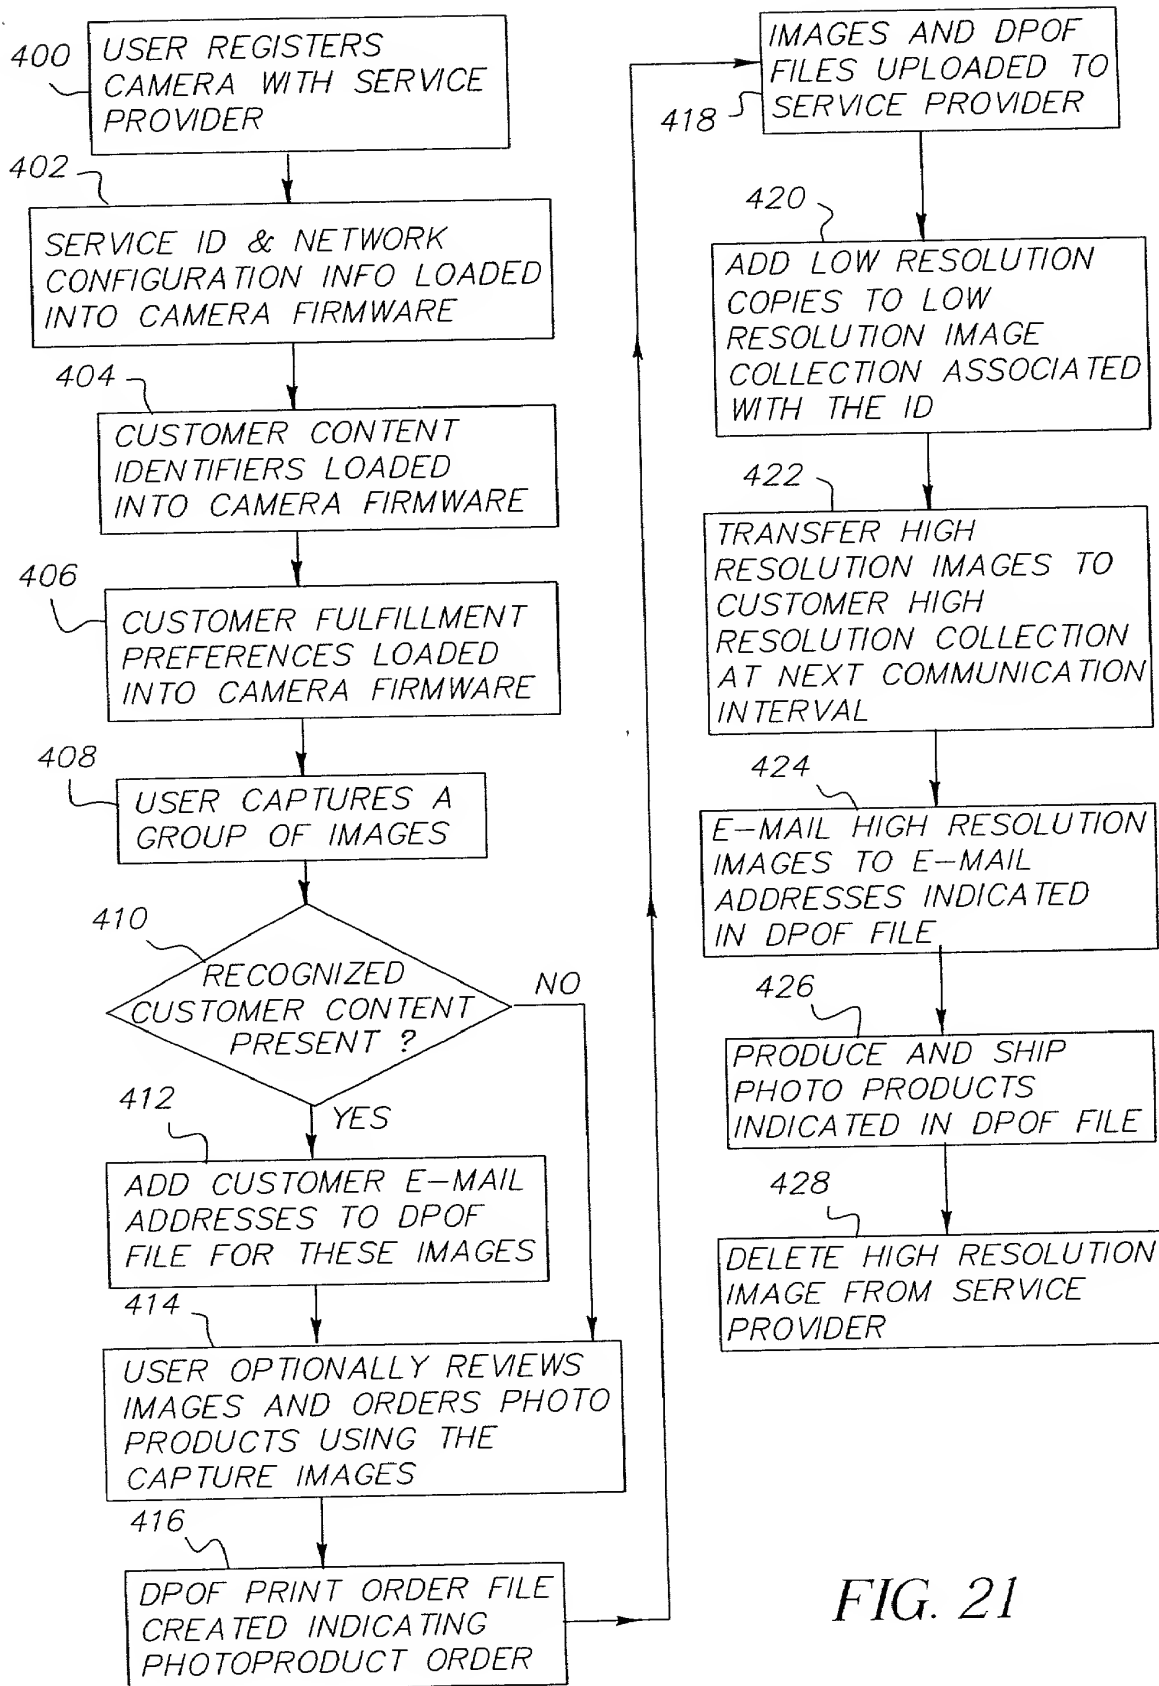 400
USER REGISTERS
CAMERA WITH SERVICE
PROVIDER
402
SERVICE ID & NETWORK
CONFIGURATION INFO LOADED
INTO CAMERA FIRMWARE
404
CUSTOMER CONTENT
IDENTIFIERS LOADED
INTO CAMERA FIRMWARE
406
CUSTOMER FULFILLMENT
PREFERENCES LOADED
INTO CAMERA FIRMWARE
408
USER CAPTURES A
GROUP OF IMAGES
410
RECOGNIZED
CUSTOMER CONTENT
PRESENT ?
NO
YES
412
ADD CUSTOMER E-MAIL
ADDRESSES TO DPOF
FILE FOR THESE IMAGES
414
USER OPTIONALLY REVIEWS
IMAGES AND ORDERS PHOTO
PRODUCTS USING THE
CAPTURE IMAGES
416
DPOF PRINT ORDER FILE
CREATED INDICATING
PHOTOPRODUCT ORDER
418
IMAGES AND DPOF
FILES UPLOADED TO
SERVICE PROVIDER
420
ADD LOW RESOLUTION
COPIES TO LOW
RESOLUTION IMAGE
COLLECTION ASSOCIATED
WITH THE ID
422
TRANSFER HIGH
RESOLUTION IMAGES TO
CUSTOMER HIGH
RESOLUTION COLLECTION
AT NEXT COMMUNICATION
INTERVAL
424
E-MAIL HIGH RESOLUTION
IMAGES TO E-MAIL
ADDRESSES INDICATED
IN DPOF FILE
426
PRODUCE AND SHIP
PHOTO PRODUCTS
INDICATED IN DPOF FILE
428
DELETE HIGH RESOLUTION
IMAGE FROM SERVICE
PROVIDER
FIG. 21